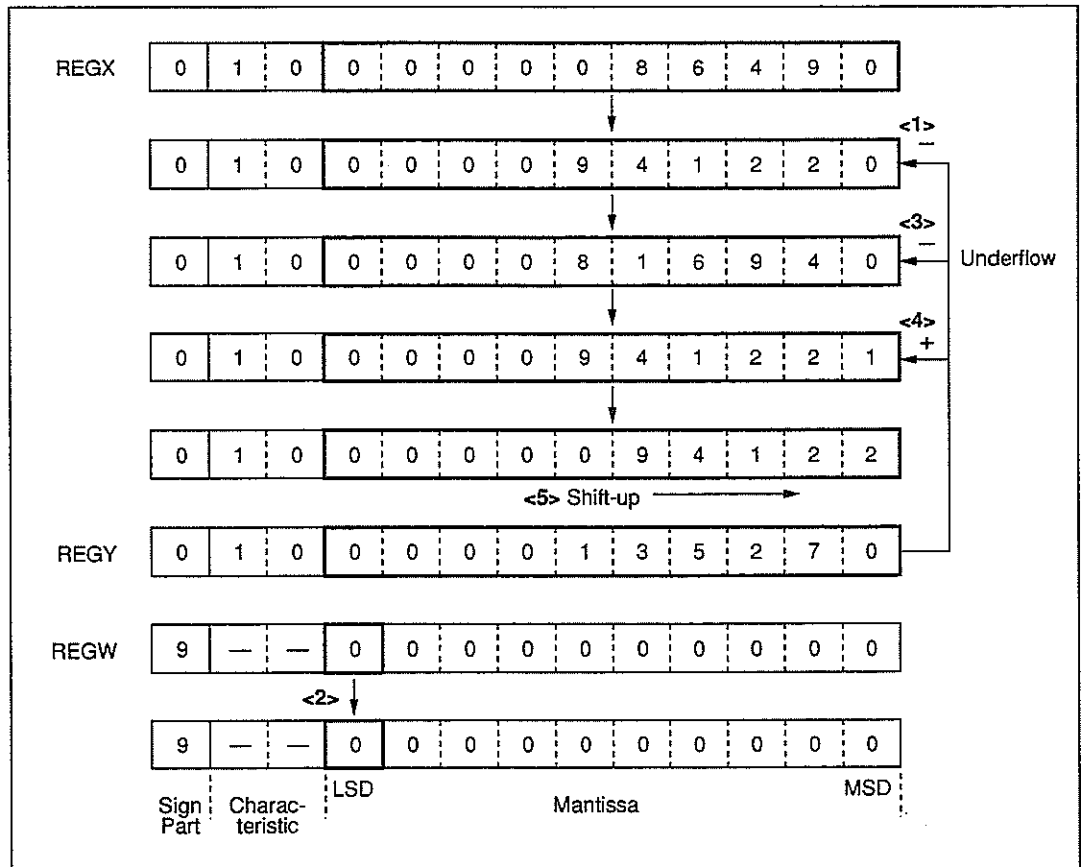 REGX 0 1 0 0 0 0 0 0 8 6 4 9 0
<1>
−
0 1 0 0 0 0 0 9 4 1 2 2 0
<3>
−
0 1 0 0 0 0 0 8 1 6 9 4 0
Underflow
<4>
+
0 1 0 0 0 0 0 9 4 1 2 2 1
0 1 0 0 0 0 0 0 9 4 1 2 2
<5> Shift-up
REGY 0 1 0 0 0 0 0 1 3 5 2 7 0
REGW 9 — — 0 0 0 0 0 0 0 0 0 0
<2>
9 — — 0 0 0 0 0 0 0 0 0 0
LSD MSD
Sign Part
Charac-
teristic
Mantissa